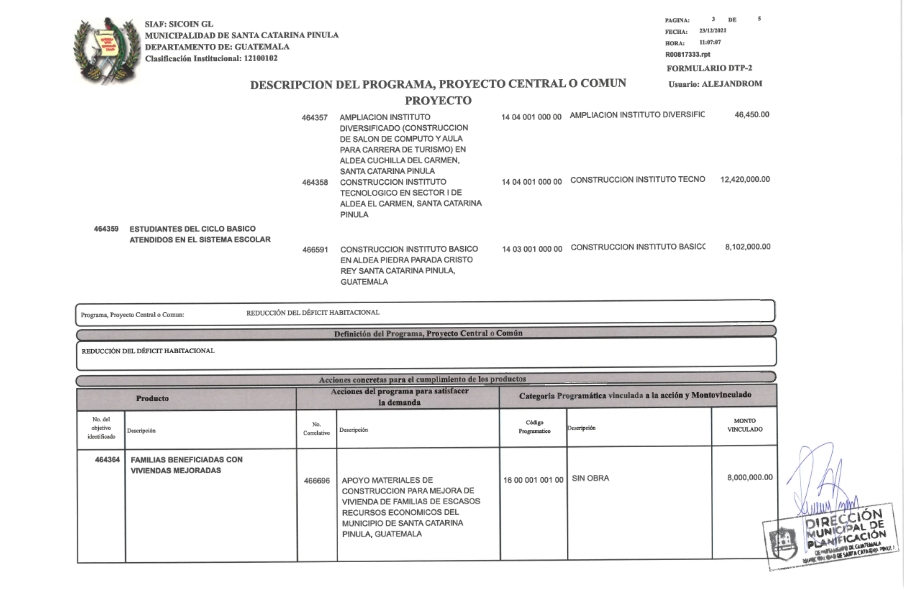 SIAF: SICOIN GL
MUNICIPALIDAD DE SANTA CATARINA PINULA
DEPARTAMENTO DE: GUATEMALA
Clasificación Institucional: 12100102
PAGINA: 3 DE 5
FECHA: 23/12/2021
HORA: 11:07:07
R00817333.rpt
FORMULARIO DTP-2
DESCRIPCION DEL PROGRAMA, PROYECTO CENTRAL O COMUN
Usuario: ALEJANDROM
PROYECTO
464357 AMPLIACION INSTITUTO 14 04 001 000 00 AMPLIACION INSTITUTO DIVERSIFIC 46,450.00
DIVERSIFICADO (CONSTRUCCION
DE SALON DE COMPUTO Y AULA
PARA CARRERA DE TURISMO) EN
ALDEA CUCHILLA DEL CARMEN,
SANTA CATARINA PINULA
464358 CONSTRUCCION INSTITUTO 14 04 001 000 00 CONSTRUCCION INSTITUTO TECNO 12,420,000.00
TECNOLOGICO EN SECTOR I DE
ALDEA EL CARMEN, SANTA CATARINA
PINULA
464359 ESTUDIANTES DEL CICLO BASICO
ATENDIDOS EN EL SISTEMA ESCOLAR
466591 CONSTRUCCION INSTITUTO BASICO 14 03 001 000 00 CONSTRUCCION INSTITUTO BASICC 8,102,000.00
EN ALDEA PIEDRA PARADA CRISTO
REY SANTA CATARINA PINULA,
GUATEMALA
Programa, Proyecto Central o Comun: REDUCCIÓN DEL DÉFICIT HABITACIONAL
Definición del Programa, Proyecto Central o Común
REDUCCIÓN DEL DÉFICIT HABITACIONAL
Acciones concretas para el cumplimiento de los productos
Producto
Acciones del programa para satisfacer
la demanda
Categoria Programática vinculada a la acción y Montovinculado
No. del
objetivo
identificado
Descripción
No.
Correlativo
Descripción
Código
Programatico
Descripción
MONTO
VINCULADO
464364 FAMILIAS BENEFICIADAS CON
VIVIENDAS MEJORADAS
466696 APOYO MATERIALES DE 16 00 001 001 00 SIN OBRA 8,000,000.00
CONSTRUCCION PARA MEJORA DE
VIVIENDA DE FAMILIAS DE ESCASOS
RECURSOS ECONOMICOS DEL
MUNICIPIO DE SANTA CATARINA
PINULA, GUATEMALA
DIRECCIÓN
MUNICIPAL DE
PLANIFICACIÓN